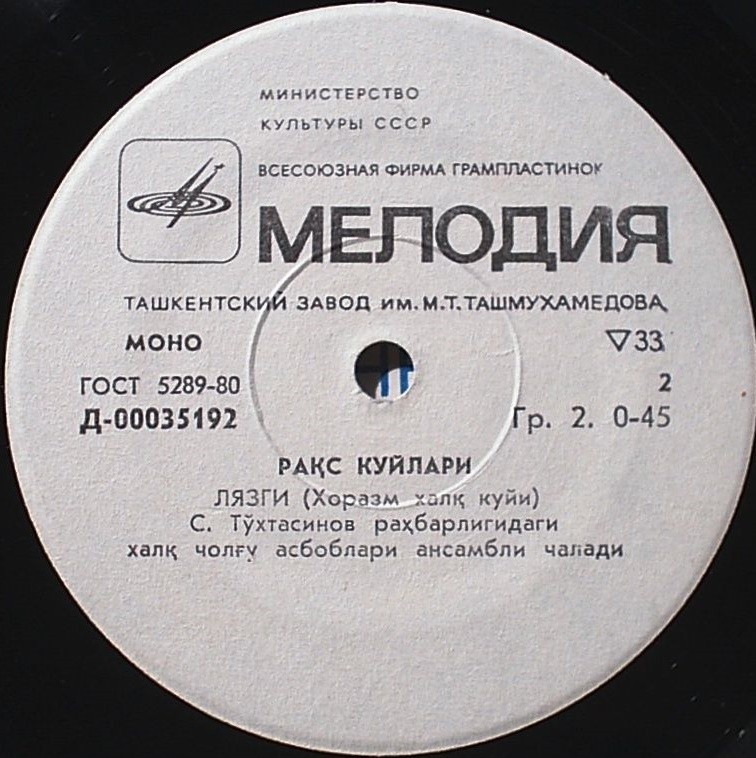 МИНИСТЕРСТВО
КУЛЬТУРЫ СССР
ВСЕСОЮЗНАЯ ФИРМА ГРАМПЛАСТИНОК
МЕЛОДИЯ
ТАШКЕНТСКИЙ ЗАВОД ИМ. М.Т. ТАШМУХАМЕДОВА
МОНО ▽33
ГОСТ 5289-80 2
Д-00035192 Гр. 2. 0-45
РАҚС КУЙЛАРИ
ЛЯЗГИ (Хоразм халқ куйи)
С. Тўхтасинов раҳбарлигидаги
халқ чолғу асбоблари ансамбли чалади